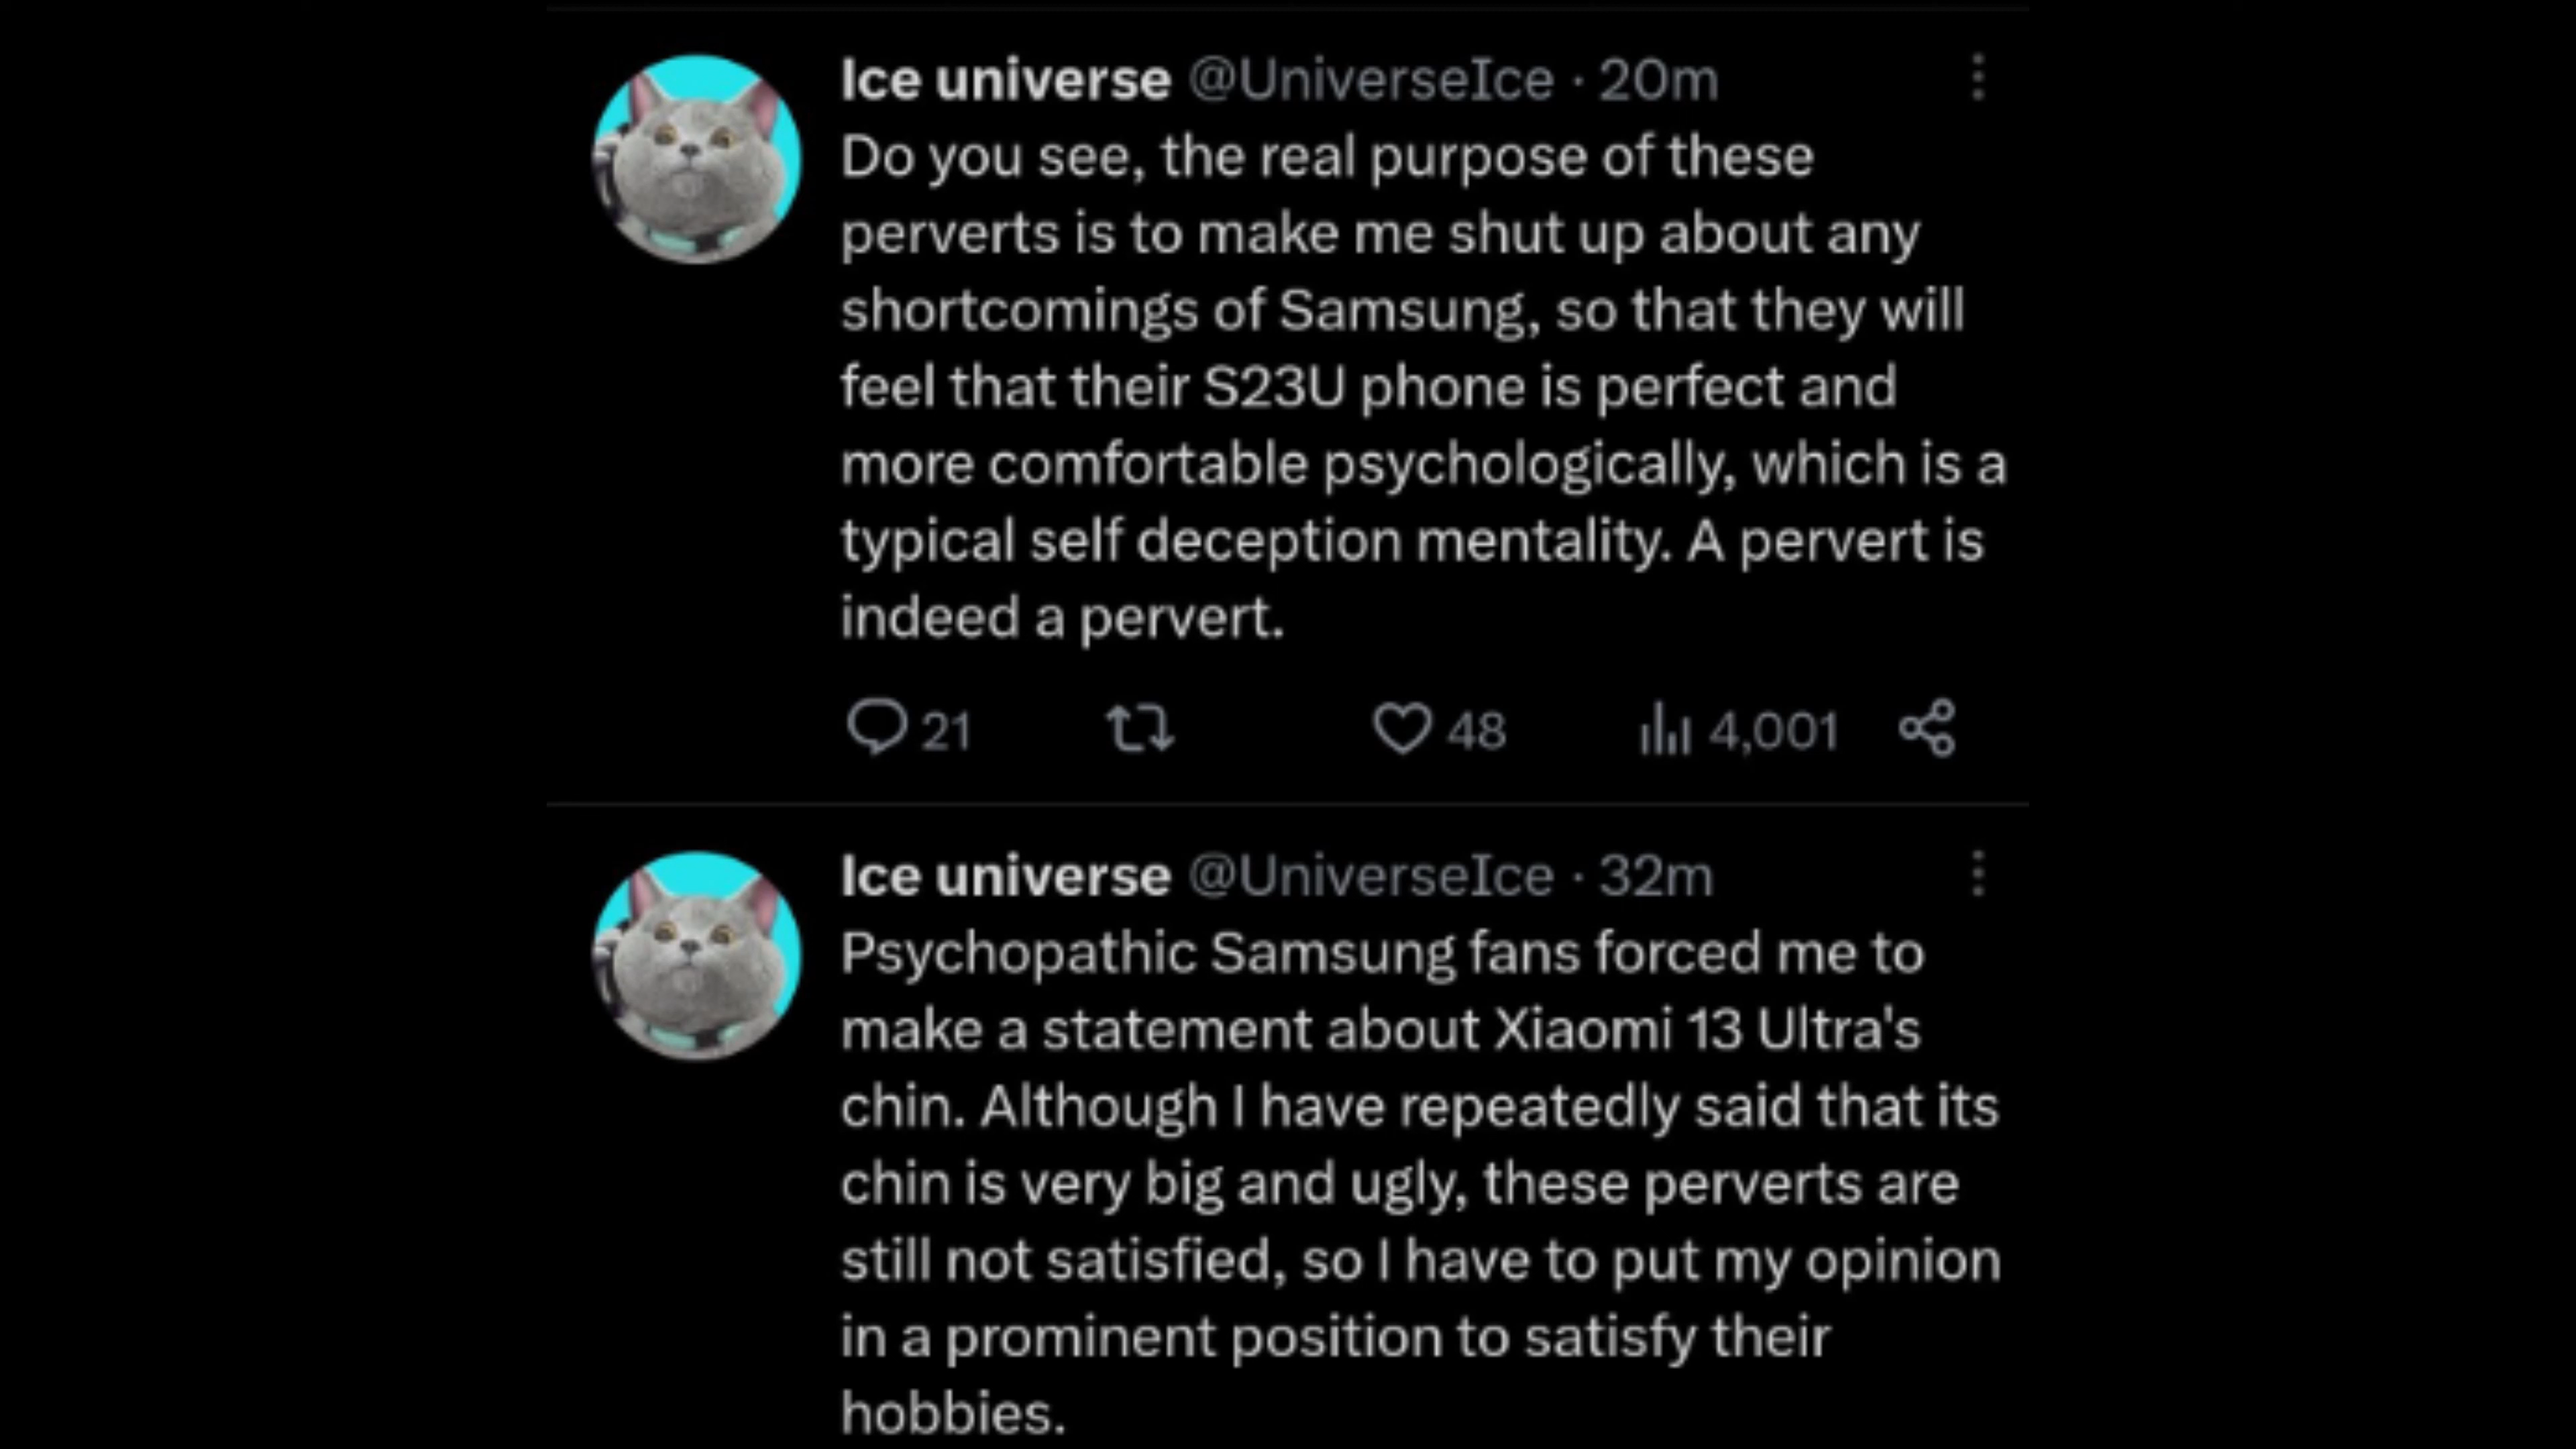 Ice universe @UniverseIce · 20m
Do you see, the real purpose of these
perverts is to make me shut up about any
shortcomings of Samsung, so that they will
feel that their S23U phone is perfect and
more comfortable psychologically, which is a
typical self deception mentality. A pervert is
indeed a pervert.
21 48 4,001
Ice universe @UniverseIce · 32m
Psychopathic Samsung fans forced me to
make a statement about Xiaomi 13 Ultra's
chin. Although I have repeatedly said that its
chin is very big and ugly, these perverts are
still not satisfied, so I have to put my opinion
in a prominent position to satisfy their
hobbies.